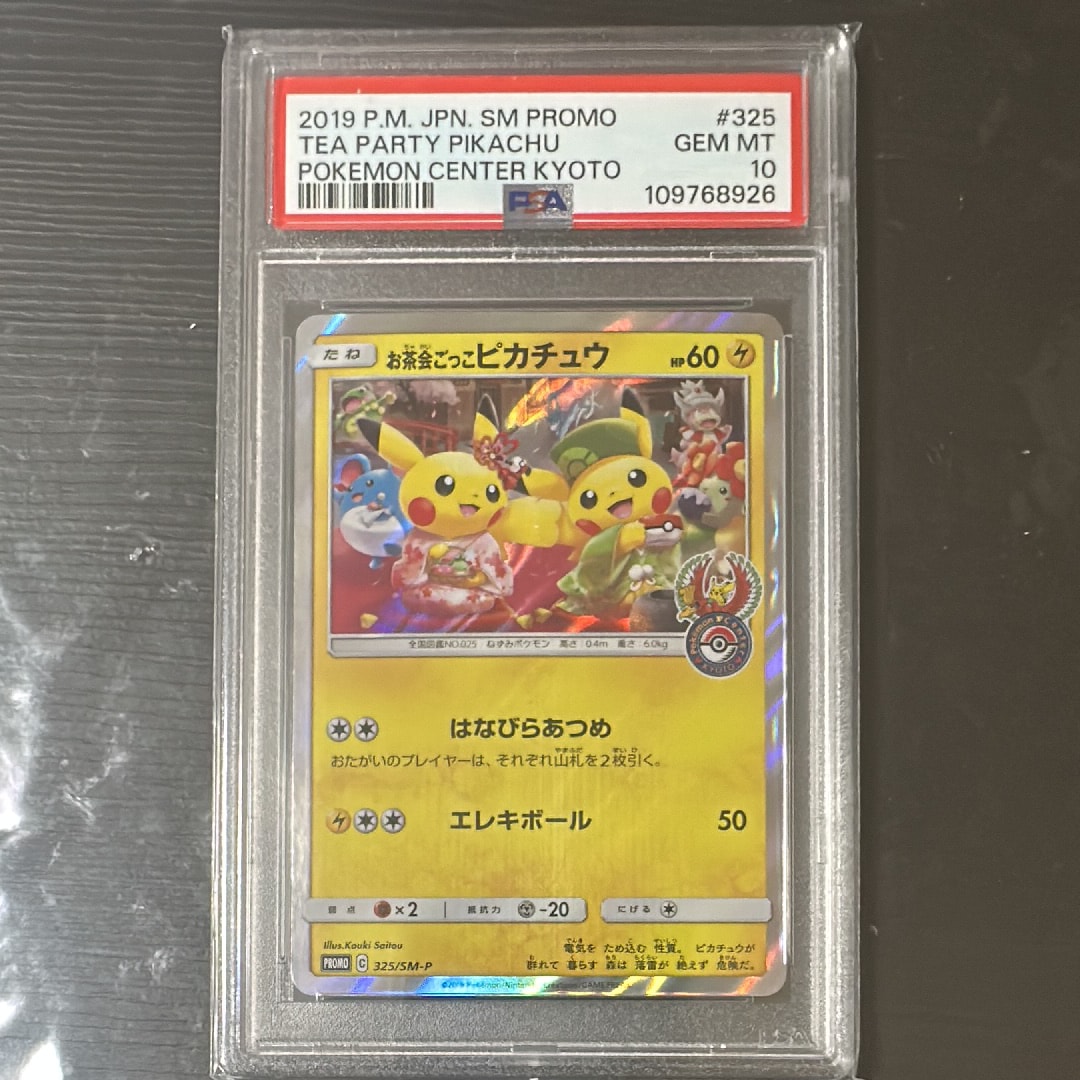 2019 P.M. JPN. SM PROMO #325
TEA PARTY PIKACHU GEM MT
POKEMON CENTER KYOTO 10
PSA 109768926
たね お茶会ごっこピカチュウ HP 60
全国図鑑NO.025 ねずみポケモン 高さ:0.4m 重さ:6.0kg
Pokémon Center
KYOTO
はなびらあつめ
おたがいのプレイヤーは、それぞれ山札を2枚引く。
エレキボール 50
弱点 ×2 抵抗力 -20 にげる
Illus.Kouki Saitou
電気を ため込む 性質。 ピカチュウが
群れて 暮らす 森は 落雷が 絶えず 危険だ。
PROMO C 325/SM-P